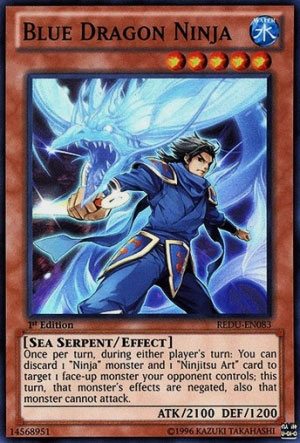 BLUE DRAGON NINJA
WATER
水
1st Edition
REDU-EN083
[SEA SERPENT/EFFECT]
Once per turn, during either player's turn: You can
discard 1 "Ninja" monster and 1 "Ninjitsu Art" card to
target 1 face-up monster your opponent controls; this
turn, that monster's effects are negated, also that
monster cannot attack.
ATK/2100 DEF/1200
14568951
©1996 KAZUKI TAKAHASHI